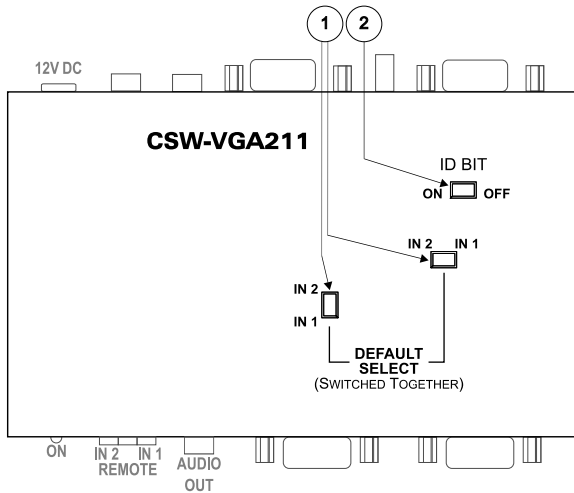 1 2
12V DC
CSW-VGA211
ID BIT
ON OFF
IN 2 IN 1
IN 2
IN 1
DEFAULT
SELECT
(SWITCHED TOGETHER)
ON
IN 2 IN 1
REMOTE
AUDIO
OUT